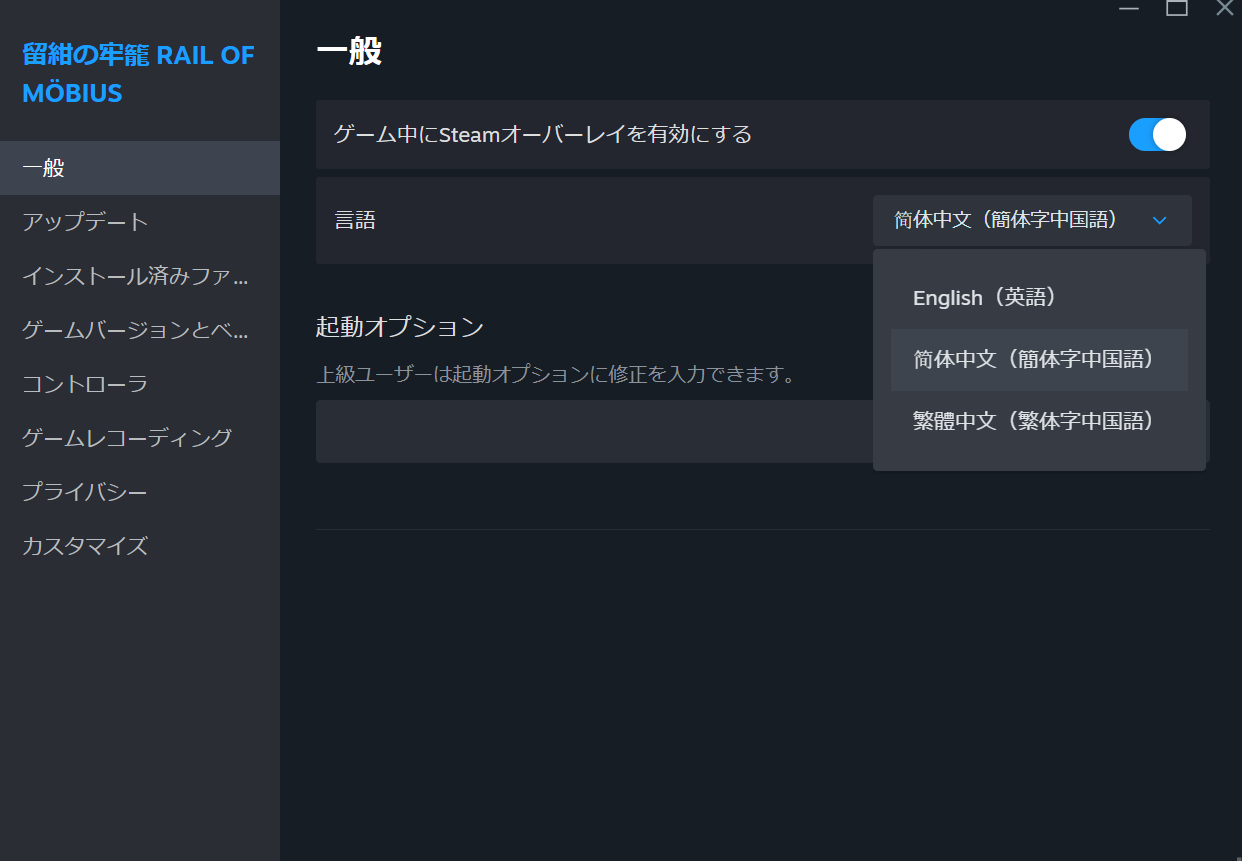 留紺の牢籠 RAIL OF
MÖBIUS
一般
アップデート
インストール済みファ...
ゲームバージョンとベ...
コントローラ
ゲームレコーディング
プライバシー
カスタマイズ
一般
ゲーム中にSteamオーバーレイを有効にする
言語
简体中文（簡体字中国語）
English（英語）
简体中文（簡体字中国語）
繁體中文（繁体字中国語）
起動オプション
上級ユーザーは起動オプションに修正を入力できます。